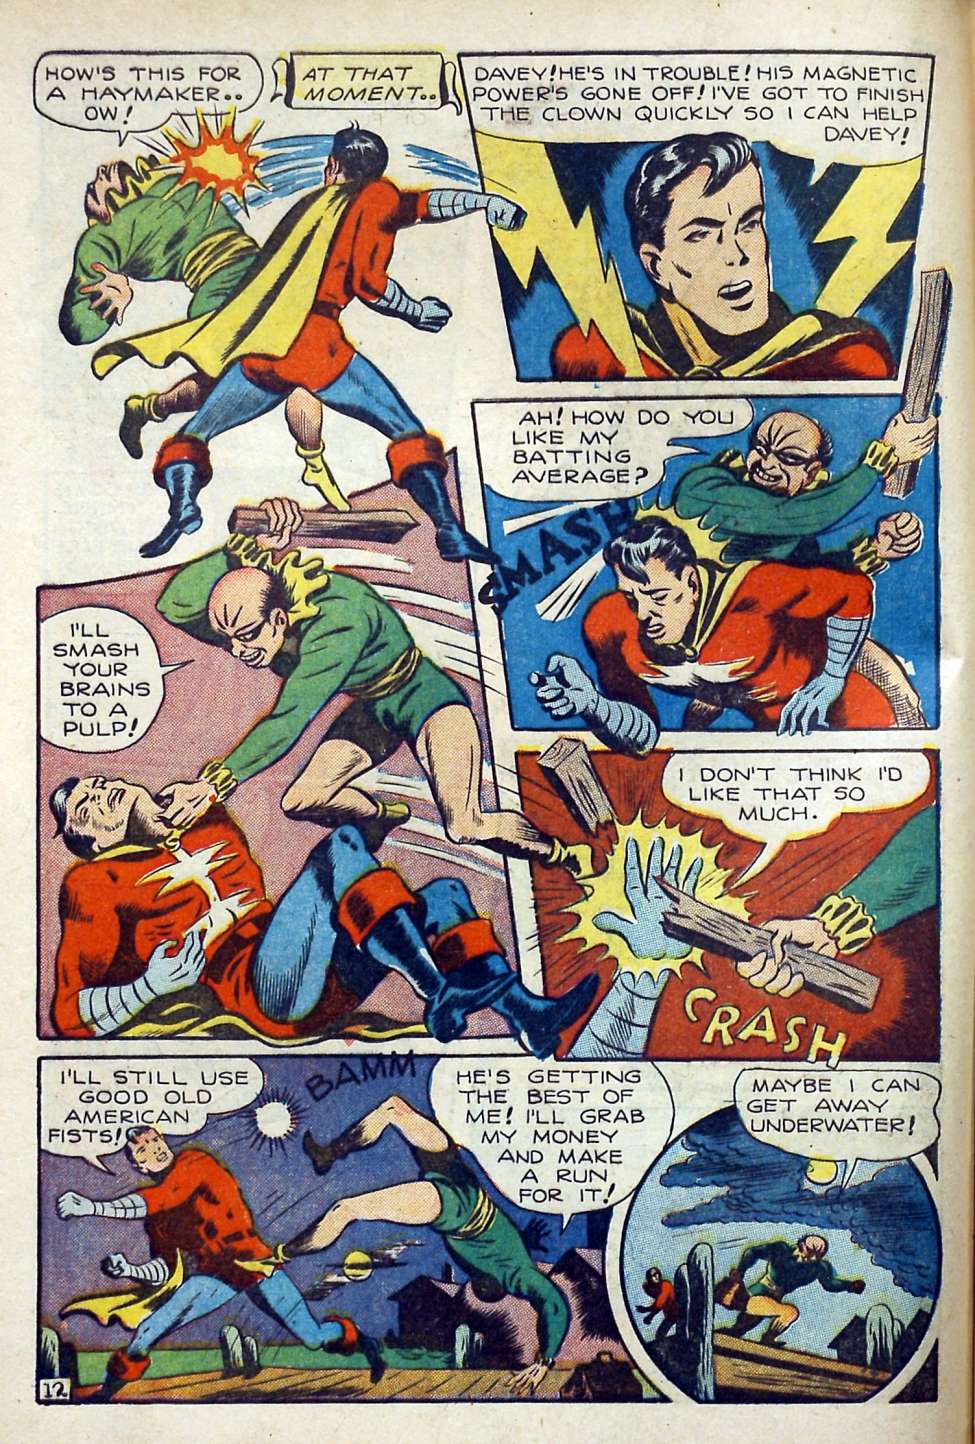 HOW'S THIS FOR
A HAYMAKER..
OW!
AT THAT
MOMENT..
DAVEY! HE'S IN TROUBLE! HIS MAGNETIC
POWER'S GONE OFF! I'VE GOT TO FINISH
THE CLOWN QUICKLY SO I CAN HELP
DAVEY!
AH! HOW DO YOU
LIKE MY
BATTING
AVERAGE?
SMASH
I'LL
SMASH
YOUR
BRAINS
TO A
PULP!
I DON'T THINK I'D
LIKE THAT SO
MUCH.
CRASH
I'LL STILL USE
GOOD OLD
AMERICAN
FISTS!
BAMM
HE'S GETTING
THE BEST OF
ME! I'LL GRAB
MY MONEY
AND MAKE
A RUN
FOR IT!
MAYBE I CAN
GET AWAY
UNDERWATER!
12